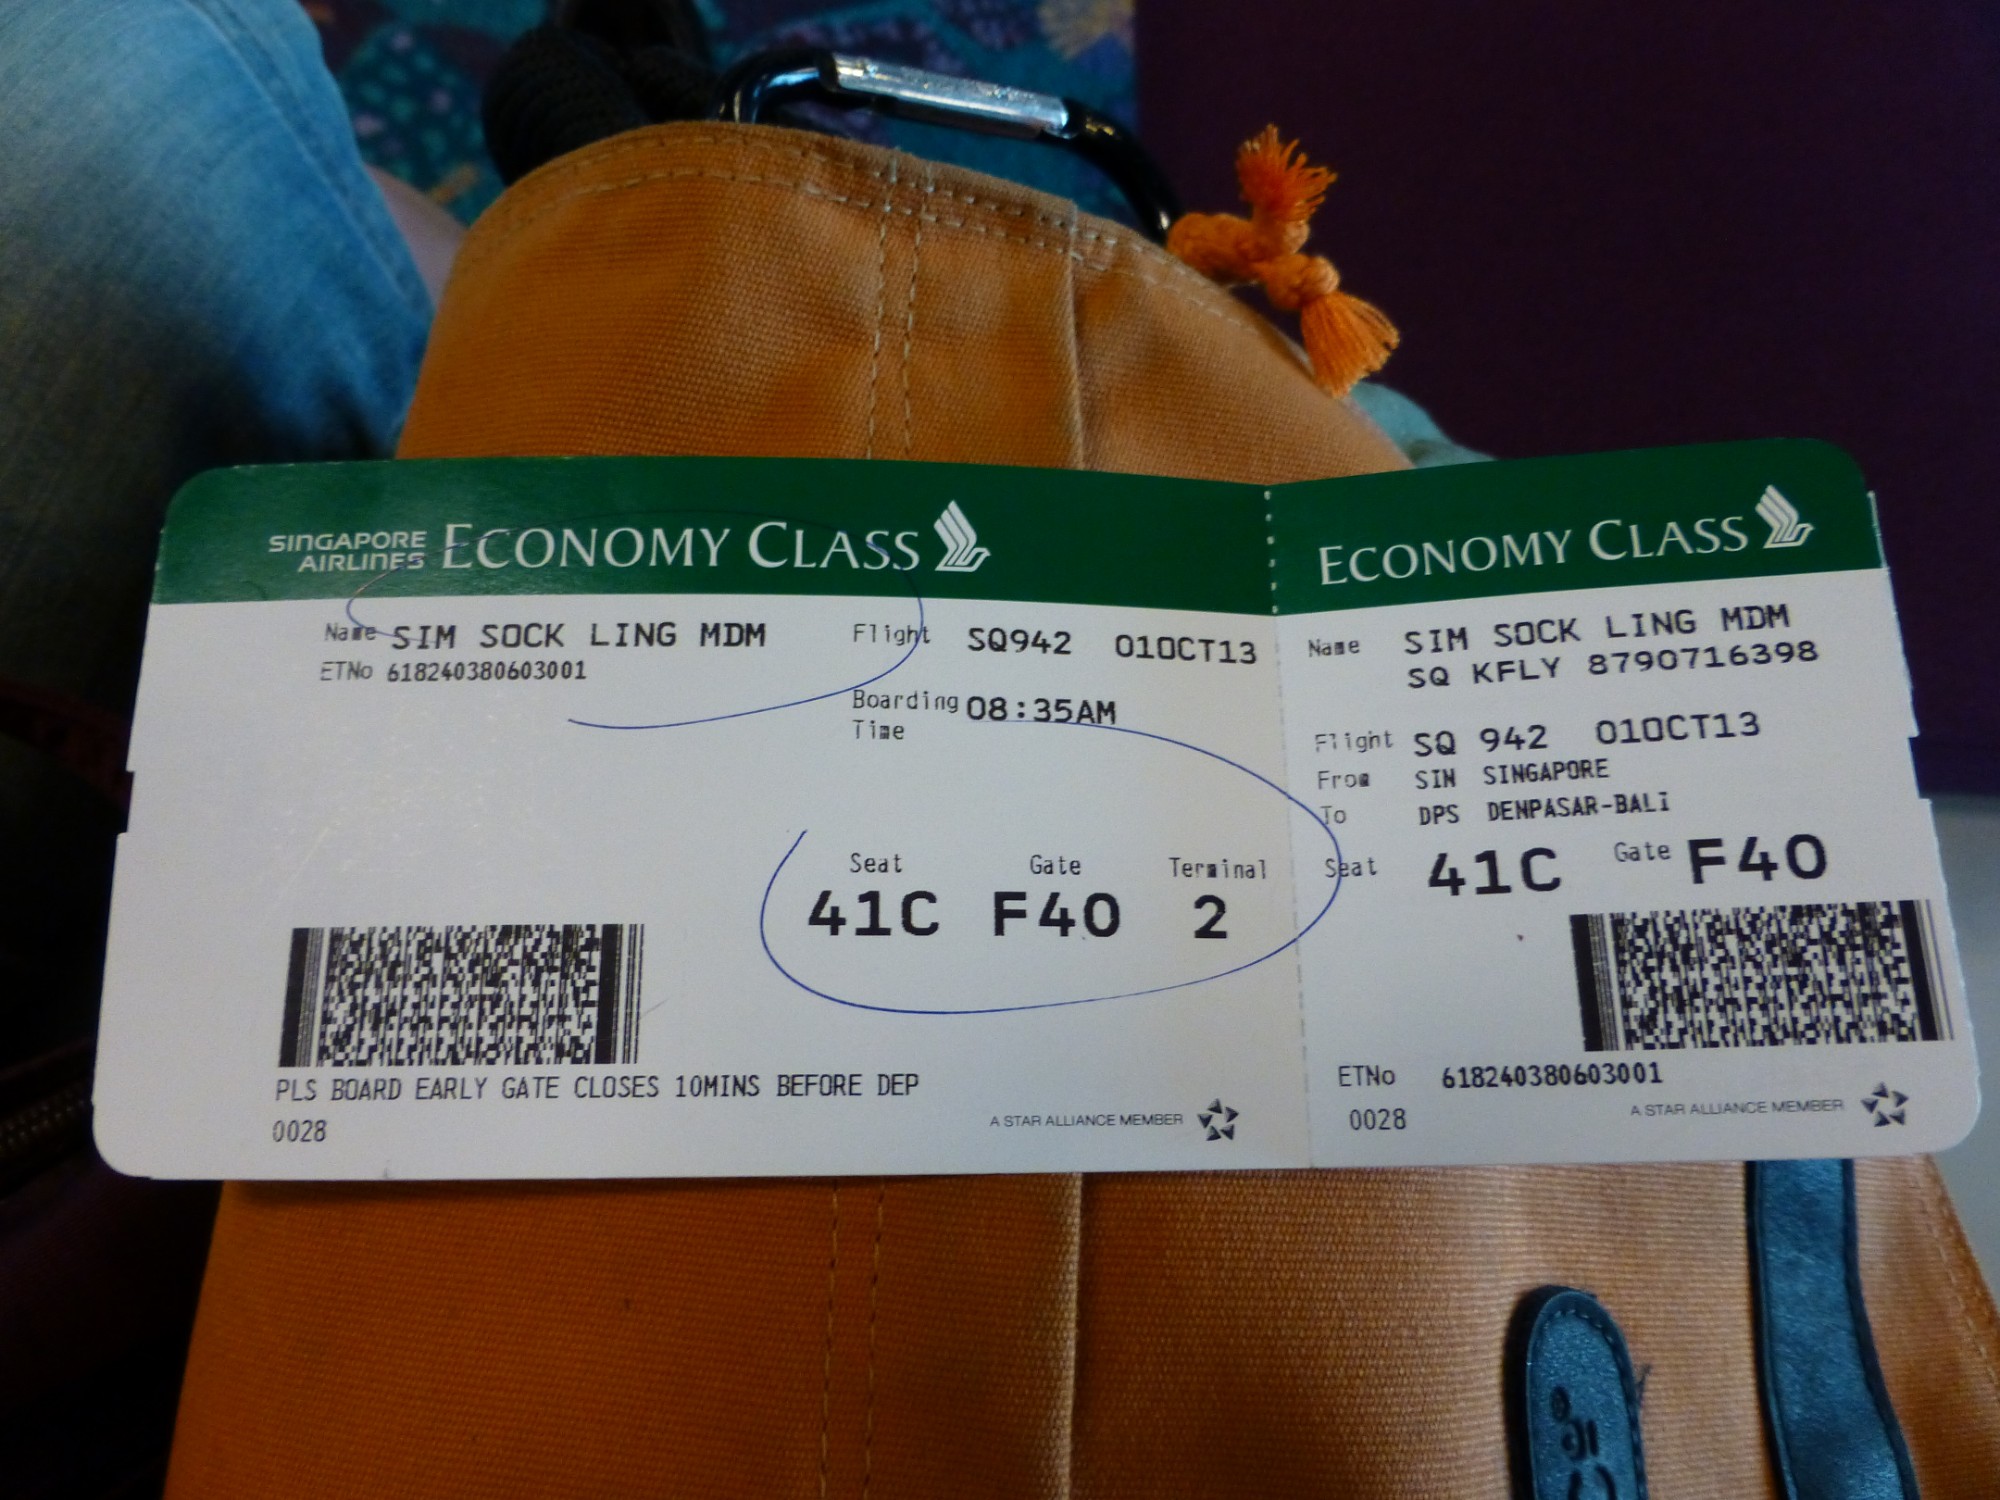 SINGAPORE
AIRLINES ECONOMY CLASS
Name SIM SOCK LING MDM
ETNo 618240380603001
Flight SQ942 01OCT13
Boarding Time 08:35AM
Seat Gate Terminal
41C F40 2
PLS BOARD EARLY GATE CLOSES 10MINS BEFORE DEP
0028
A STAR ALLIANCE MEMBER
ECONOMY CLASS
Name SIM SOCK LING MDM
SQ KFLY 8790716398
Flight SQ 942 01OCT13
From SIN SINGAPORE
To DPS DENPASAR-BALI
Seat 41C Gate F40
ETNo 618240380603001
0028
A STAR ALLIANCE MEMBER